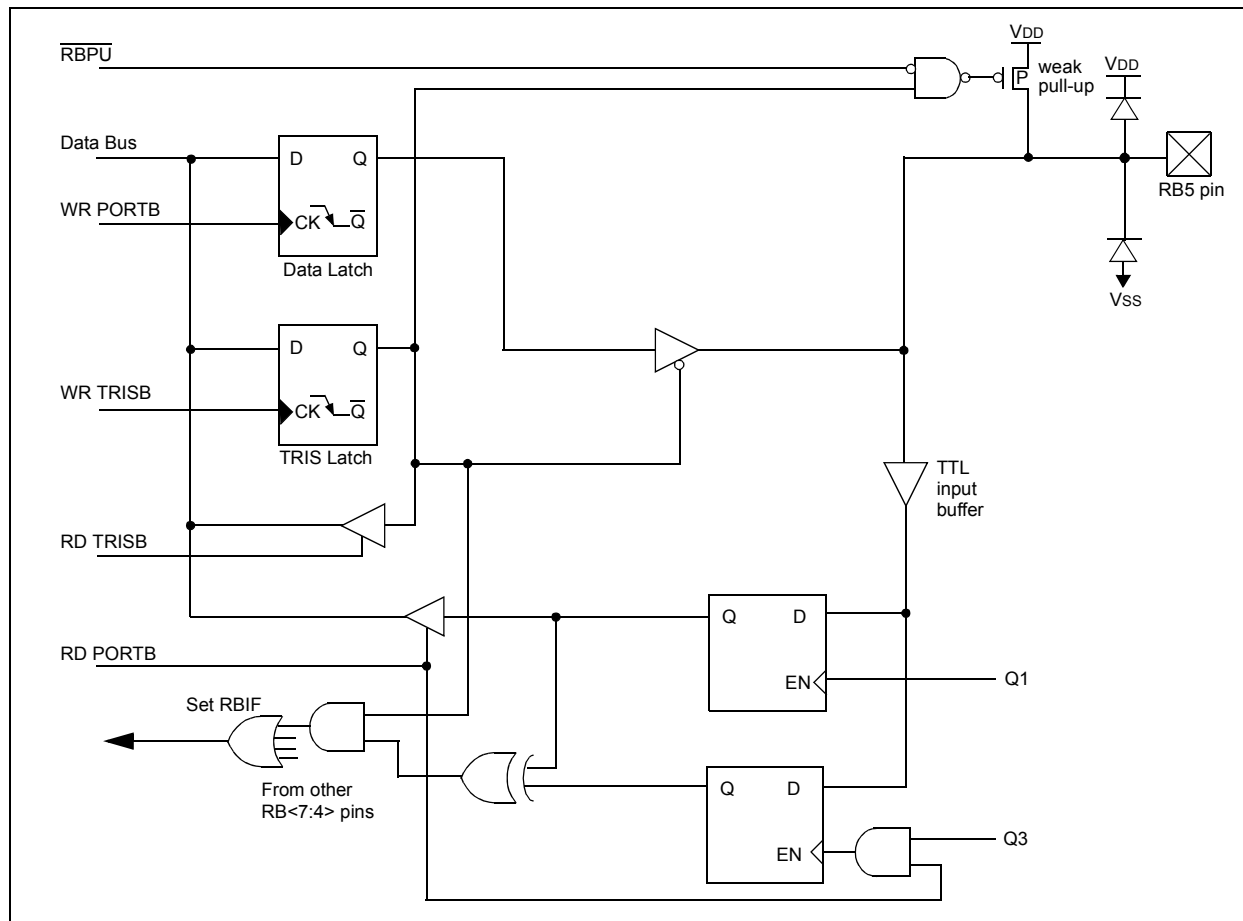 RBPU
VDD
P
weak
pull-up
VDD
Data Bus
D
Q
WR PORTB
CK
Q
Data Latch
RB5 pin
VSS
D
Q
WR TRISB
CK
Q
TRIS Latch
TTL
input
buffer
RD TRISB
Q
D
RD PORTB
EN
Q1
Set RBIF
From other
RB<7:4> pins
Q
D
EN
Q3